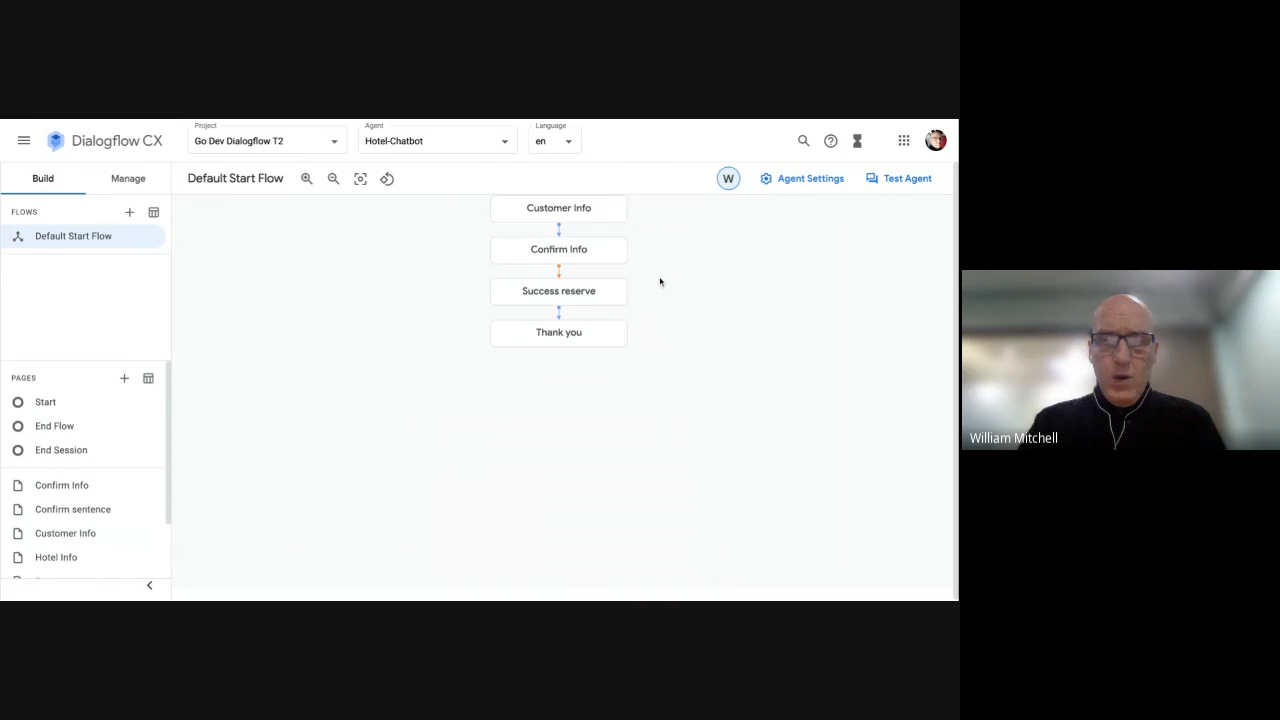 Project
Agent
Language
Dialogflow CX
Go Dev Dialogflow T2
Hotel-Chatbot
en
Build
Manage
Default Start Flow
W
Agent Settings
Test Agent
FLOWS
Default Start Flow
Customer Info
Confirm Info
Success reserve
Thank you
PAGES
Start
End Flow
End Session
Confirm Info
Confirm sentence
Customer Info
Hotel Info
William Mitchell